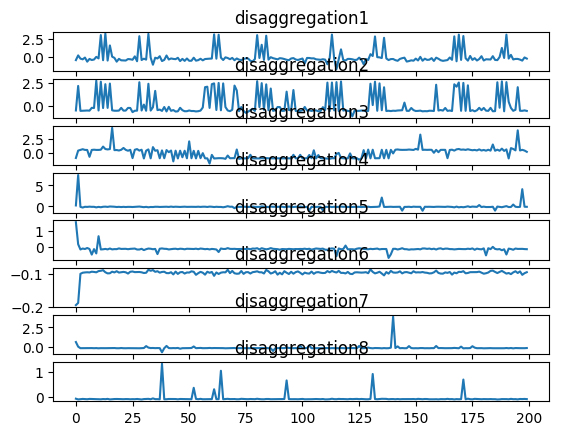 disaggregation1
2.5
0.0
disaggregation2
2.5
0.0
disaggregation3
2.5
0.0
disaggregation4
5
0
disaggregation5
1
0
disaggregation6
−0.1
−0.2
disaggregation7
2.5
0.0
disaggregation8
1
0
0 25 50 75 100 125 150 175 200